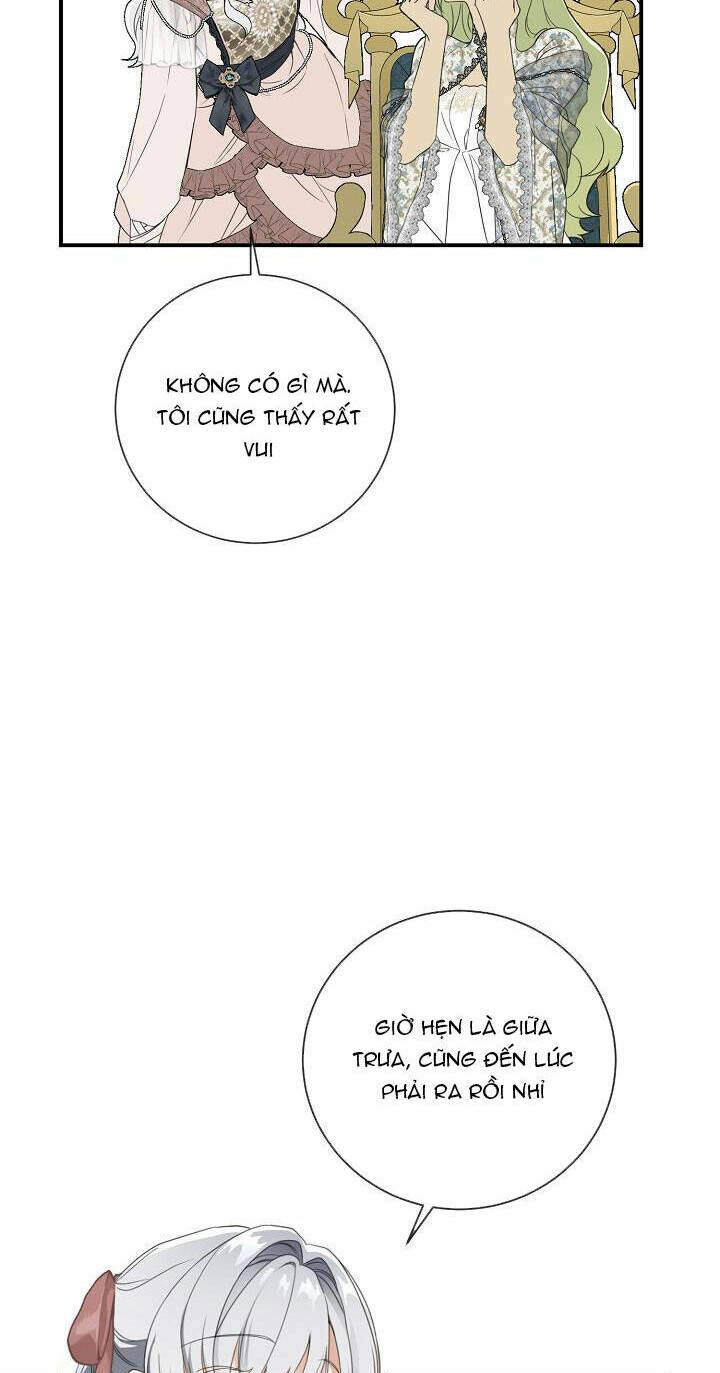 KHÔNG CÓ GÌ MÀ.
TÔI CŨNG THẤY RẤT
VUI
GIỜ HẸN LÀ GIỮA
TRƯA, CŨNG ĐẾN LÚC
PHẢI RA RỒI NHỈ